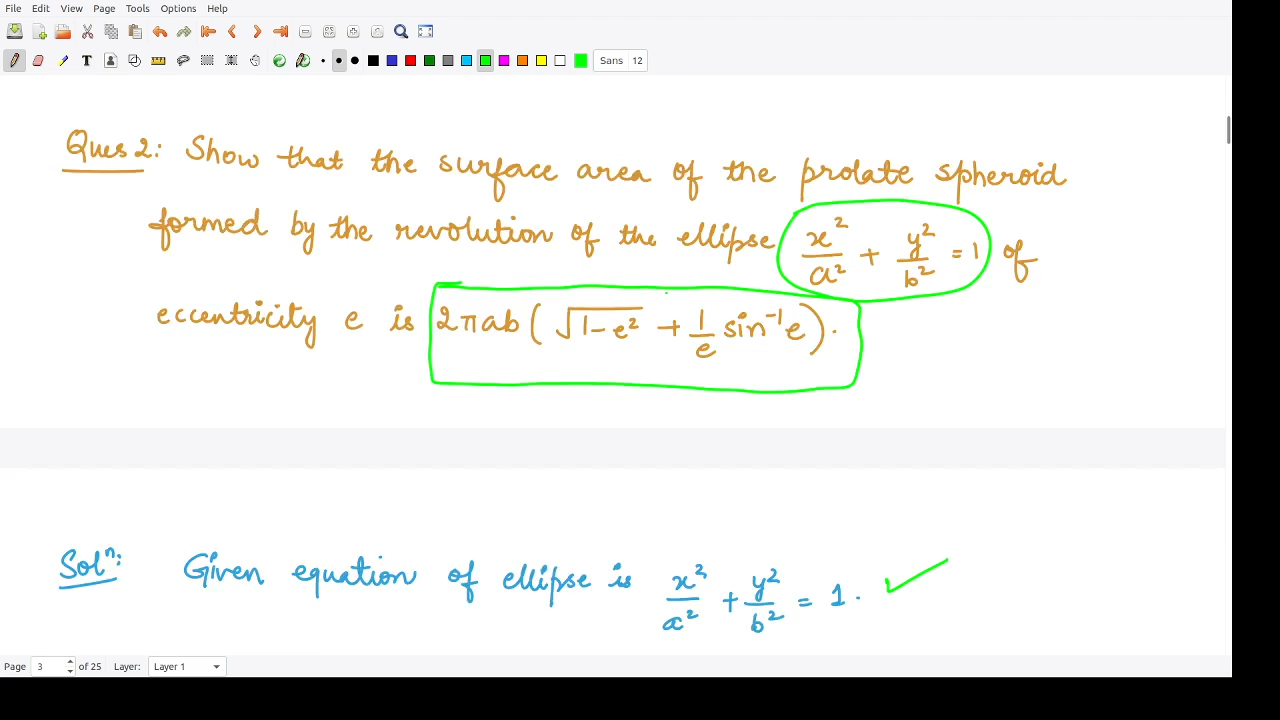 File Edit View Page Tools Options Help
T Sans 12
Ques 2: Show that the surface area of the prolate spheroid
formed by the revolution of the ellipse x²/a² + y²/b² = 1 of
eccentricity e is 2πab (√1-e² + 1/e sin⁻¹e).
Solⁿ: Given equation of ellipse is x²/a² + y²/b² = 1.
Page 3 of 25 Layer: Layer 1